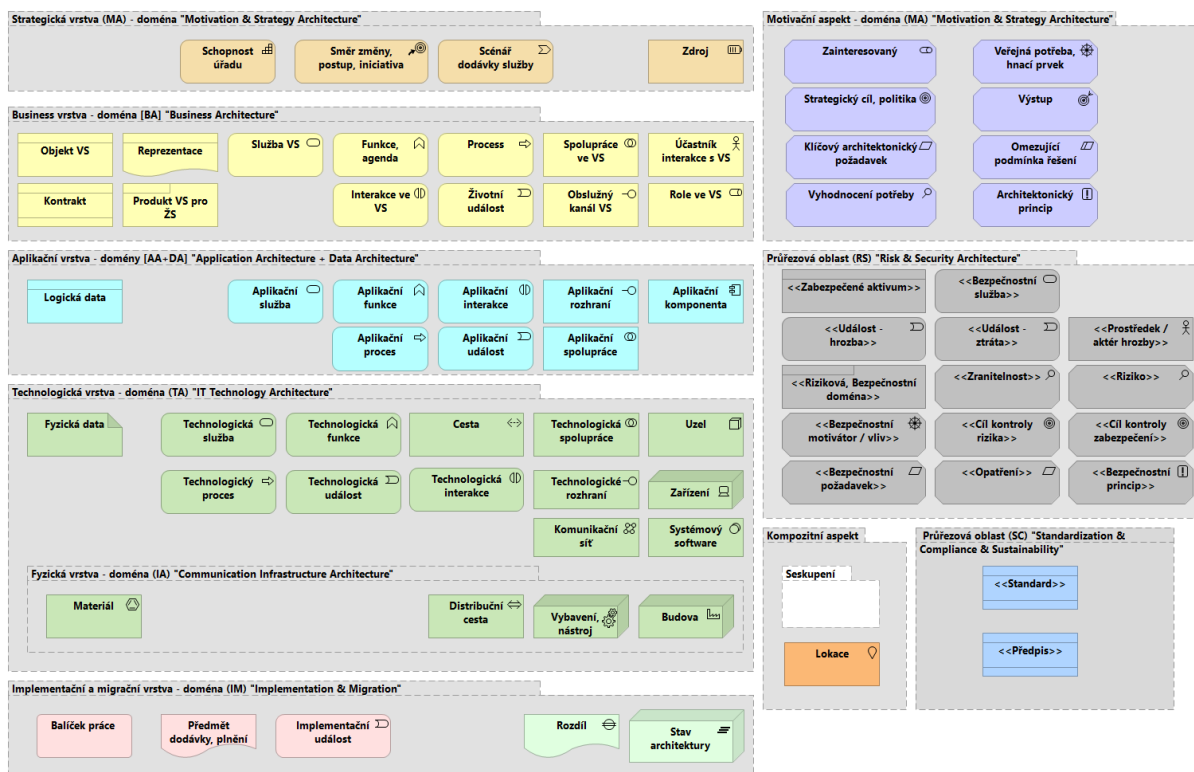 Strategická vrstva (MA) - doména "Motivation & Strategy Architecture"
Schopnost
úřadu
Směr změny,
postup, iniciativa
Scénář
dodávky služby
Zdroj
Business vrstva - doména [BA] "Business Architecture"
Objekt VS
Reprezentace
Služba VS
Funkce,
agenda
Process
Spolupráce
ve VS
Účastník
interakce s VS
Kontrakt
Produkt VS pro
ŽS
Interakce ve
VS
Životní
událost
Obslužný
kanál VS
Role ve VS
Aplikační vrstva - domény [AA+DA] "Application Architecture + Data Architecture"
Logická data
Aplikační
služba
Aplikační
funkce
Aplikační
interakce
Aplikační
rozhraní
Aplikační
komponenta
Aplikační
proces
Aplikační
událost
Aplikační
spolupráce
Technologická vrstva - doména (TA) "IT Technology Architecture"
Fyzická data
Technologická
služba
Technologická
funkce
Cesta
Technologická
spolupráce
Uzel
Technologický
proces
Technologická
událost
Technologická
interakce
Technologické
rozhraní
Zařízení
Komunikační
síť
Systémový
software
Fyzická vrstva - doména (IA) "Communication Infrastructure Architecture"
Materiál
Distribuční
cesta
Vybavení,
nástroj
Budova
Implementační a migrační vrstva - doména (IM) "Implementation & Migration"
Balíček práce
Předmět
dodávky, plnění
Implementační
událost
Rozdíl
Stav
architektury
Motivační aspekt - doména (MA) "Motivation & Strategy Architecture"
Zainteresovaný
Veřejná potřeba,
hnací prvek
Strategický cíl, politika
Výstup
Klíčový architektonický
požadavek
Omezující
podmínka řešení
Vyhodnocení potřeby
Architektonický
princip
Průřezová oblast (RS) "Risk & Security Architecture"
<<Zabezpečené aktivum>>
<<Bezpečnostní
služba>>
<<Událost -
hrozba>>
<<Událost -
ztráta>>
<<Prostředek /
aktér hrozby>>
<<Riziková, Bezpečnostní
doména>>
<<Zranitelnost>>
<<Riziko>>
<<Bezpečnostní
motivátor / vliv>>
<<Cíl kontroly
rizika>>
<<Cíl kontroly
zabezpečení>>
<<Bezpečnostní
požadavek>>
<<Opatření>>
<<Bezpečnostní
princip>>
Kompozitní aspekt
Seskupení
Lokace
Průřezová oblast (SC) "Standardization &
Compliance & Sustainability"
<<Standard>>
<<Předpis>>